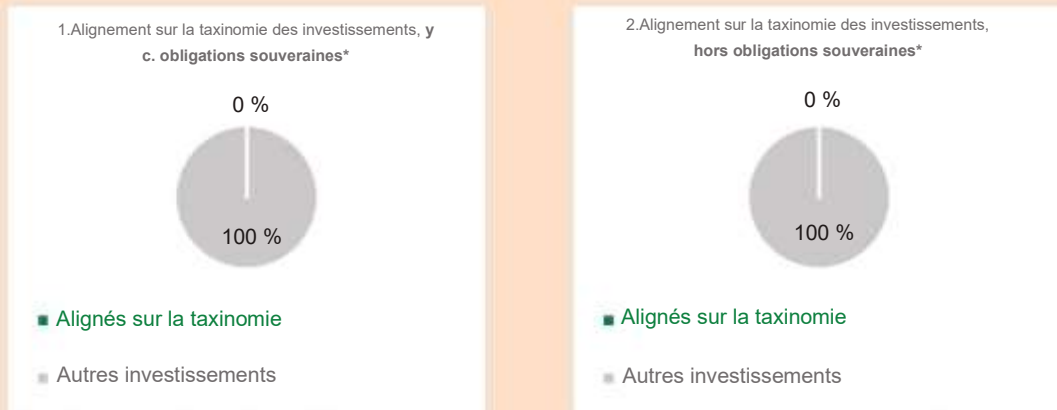 1.Alignement sur la taxinomie des investissements, y
c. obligations souveraines*
0 %
100 %
Alignés sur la taxinomie
Autres investissements
2.Alignement sur la taxinomie des investissements,
hors obligations souveraines*
0 %
100 %
Alignés sur la taxinomie
Autres investissements